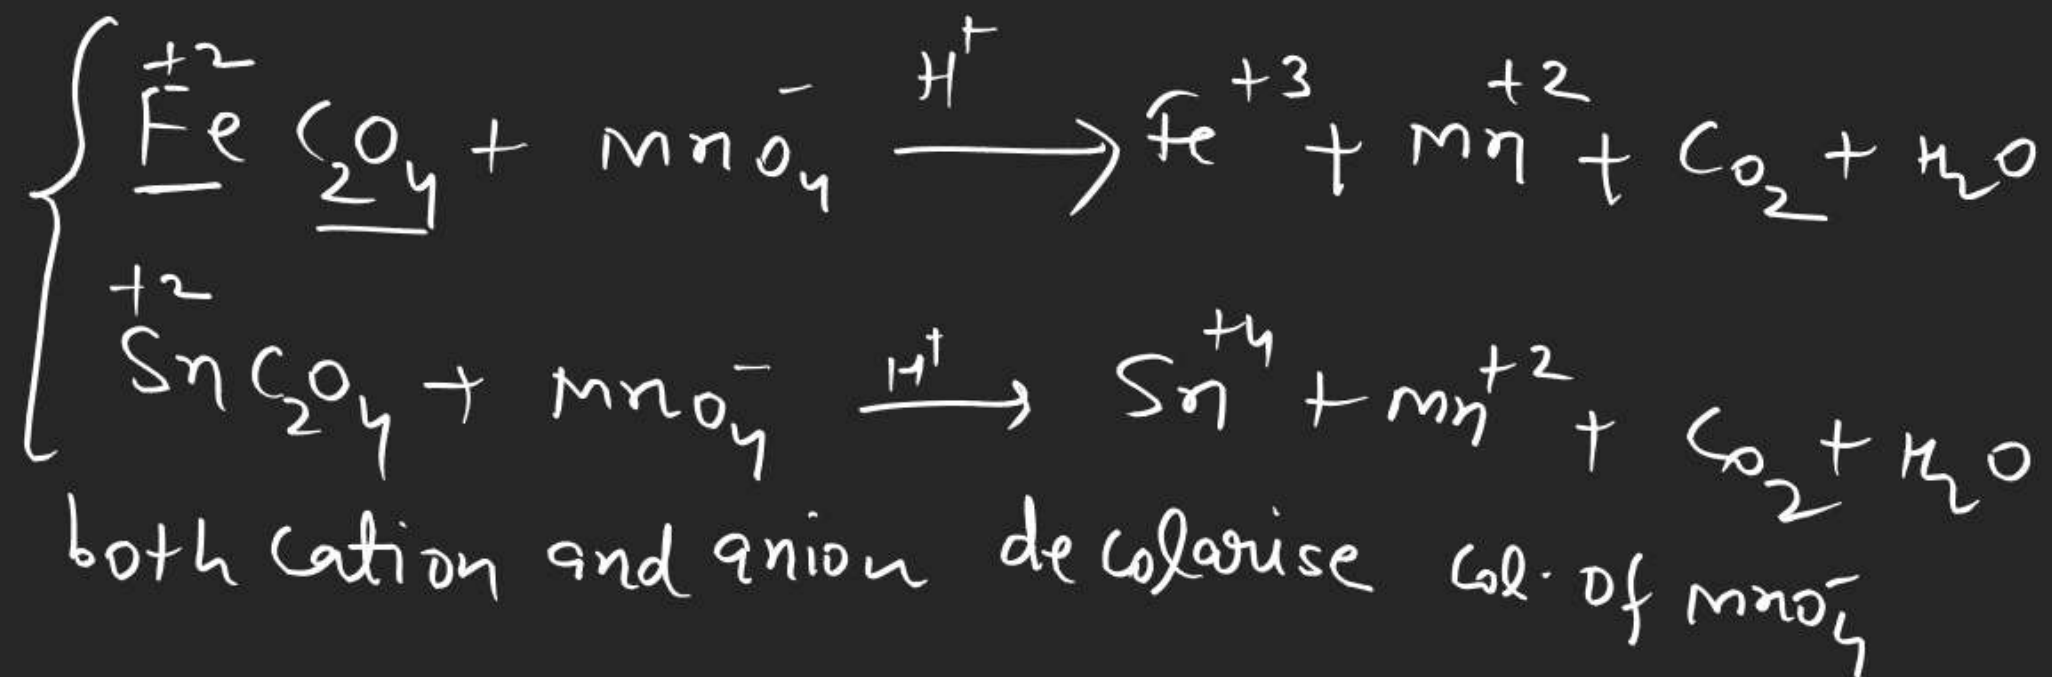 +2
FeC₂O₄ + mnO₄⁻ —H⁺→ Fe⁺³ + mn⁺² + CO₂ + H₂O
+2
SnC₂O₄ + mnO₄⁻ —H⁺→ Sn⁺⁴ + mn⁺² + CO₂ + H₂O
both cation and anion decolarise col. of mnO₄⁻